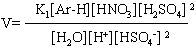 V= K₁[Ar-H][HNO₃][H₂SO₄] ²
[H₂O][H⁺][HSO₄⁻] ²